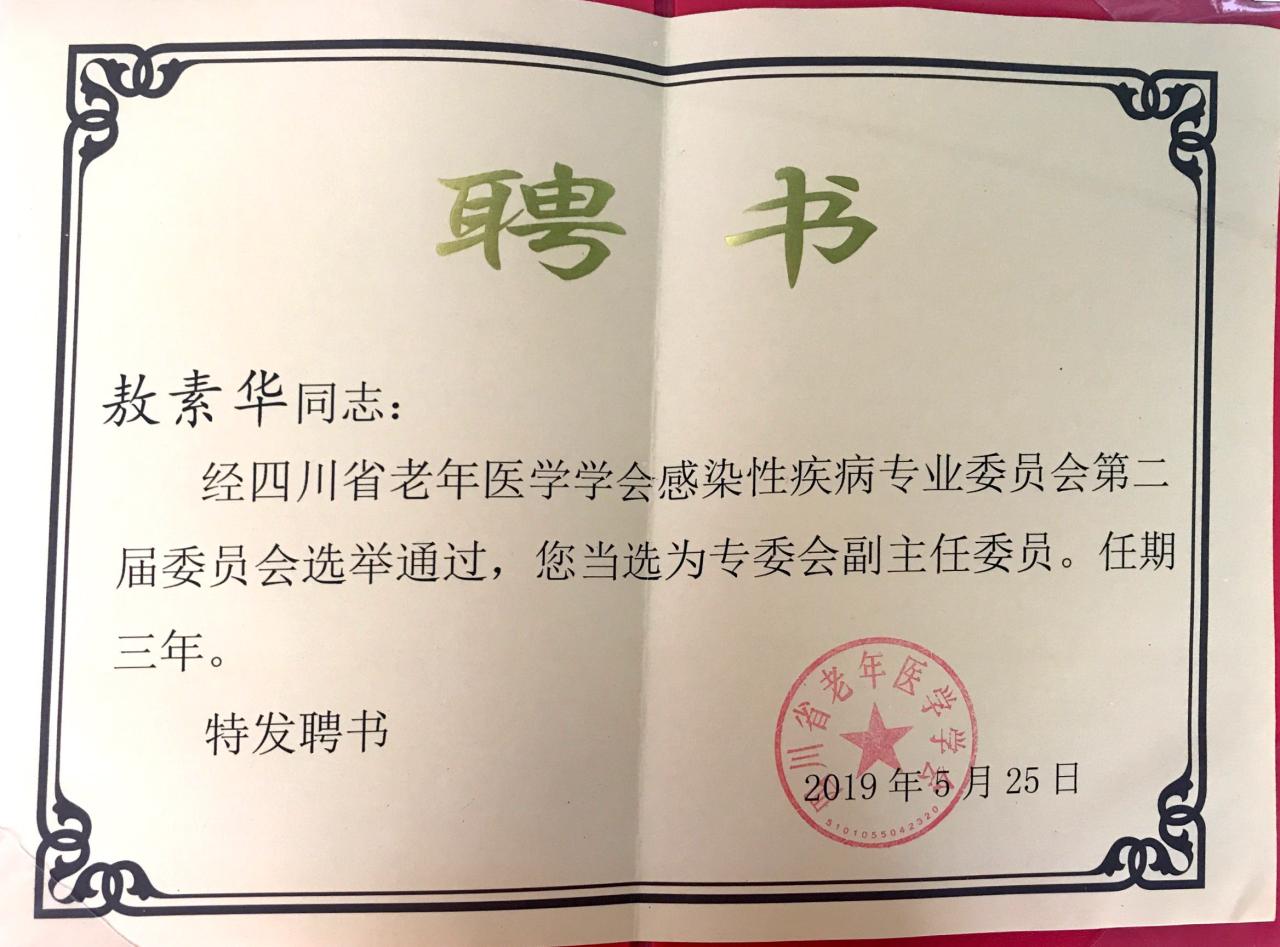 聘 书
敖素华同志：
经四川省老年医学学会感染性疾病专业委员会第二
届委员会选举通过，您当选为专委会副主任委员。任期
三年。
特发聘书
四川省老年医学学会
2019年5月25日
5101055042320